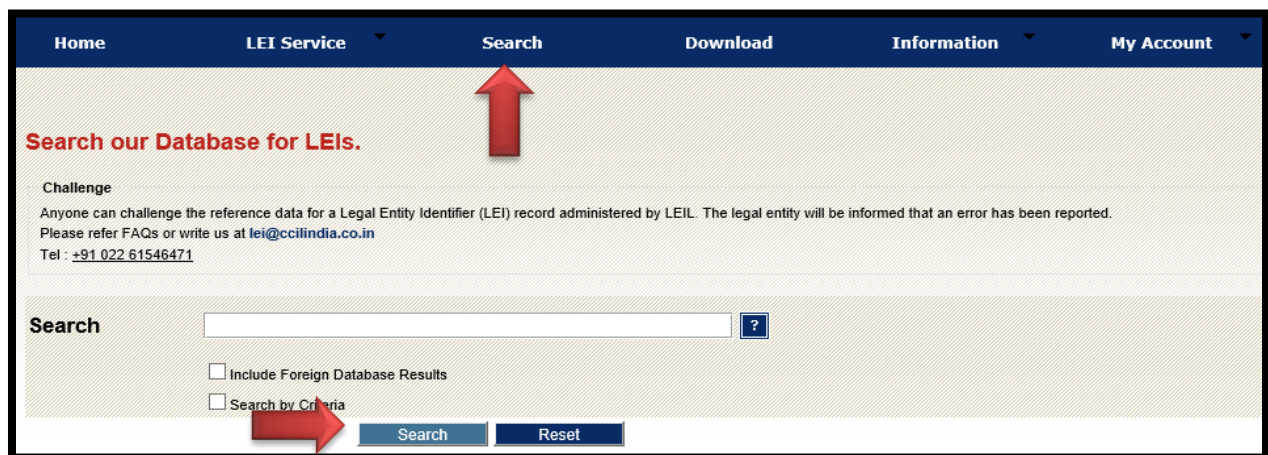 Home LEI Service Search Download Information My Account
Search our Database for LEIs.
Challenge
Anyone can challenge the reference data for a Legal Entity Identifier (LEI) record administered by LEIL. The legal entity will be informed that an error has been reported.
Please refer FAQs or write us at lei@ccilindia.co.in
Tel : +91 022 61546471
Search ?
Include Foreign Database Results
Search by Criteria
Search Reset